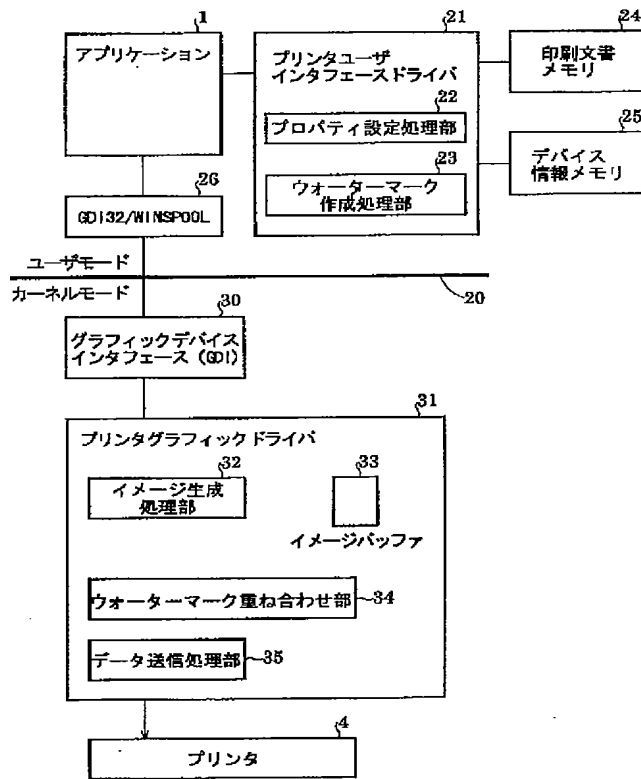 1
アプリケーション
21
プリンタユーザ
インタフェースドライバ
22
プロパティ設定処理部
23
ウォーターマーク
作成処理部
24
印刷文書
メモリ
25
デバイス
情報メモリ
26
GDI32/WINSPOOL
ユーザモード
カーネルモード
20
30
グラフィックデバイス
インタフェース (GDI)
31
プリンタグラフィックドライバ
32
イメージ生成
処理部
33
イメージバッファ
ウォーターマーク重ね合わせ部
34
データ送信処理部
35
4
プリンタ